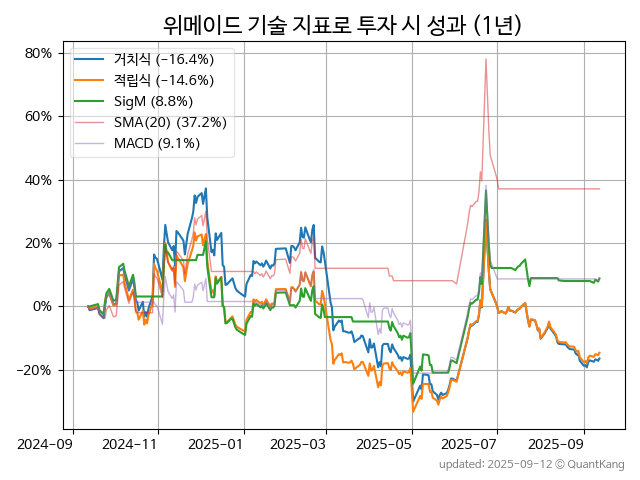 위메이드 기술 지표로 투자 시 성과 (1년)
80%
60%
40%
20%
0%
−20%
거치식 (−16.4%)
적립식 (−14.6%)
SigM (8.8%)
SMA(20) (37.2%)
MACD (9.1%)
2024-09
2024-11
2025-01
2025-03
2025-05
2025-07
2025-09
updated: 2025-09-12 ⓒ QuantKang